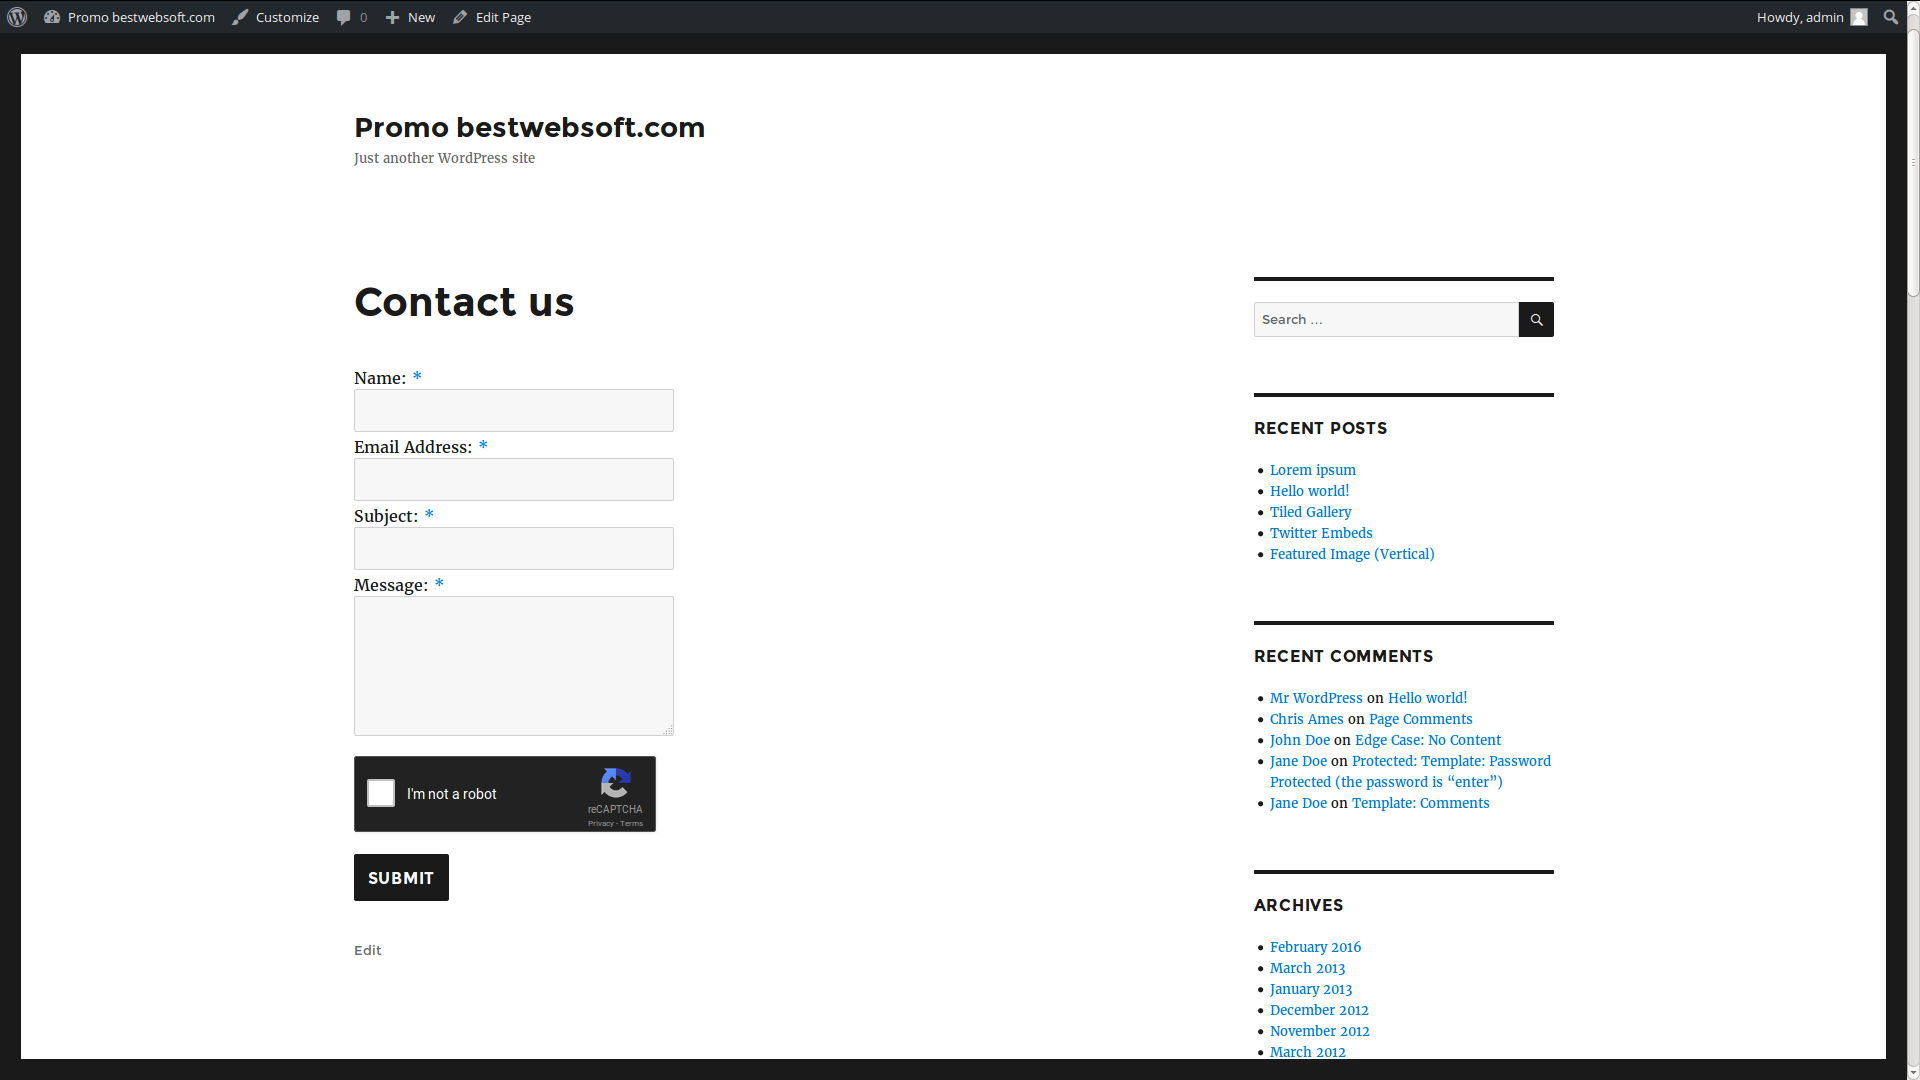 Promo bestwebsoft.com Customize 0 New Edit Page Howdy, admin
Promo bestwebsoft.com
Just another WordPress site
Contact us
Name: *
Email Address: *
Subject: *
Message: *
I'm not a robot
reCAPTCHA
Privacy - Terms
SUBMIT
Edit
Search …
RECENT POSTS
Lorem ipsum
Hello world!
Tiled Gallery
Twitter Embeds
Featured Image (Vertical)
RECENT COMMENTS
Mr WordPress on Hello world!
Chris Ames on Page Comments
John Doe on Edge Case: No Content
Jane Doe on Protected: Template: Password
Protected (the password is “enter”)
Jane Doe on Template: Comments
ARCHIVES
February 2016
March 2013
January 2013
December 2012
November 2012
March 2012